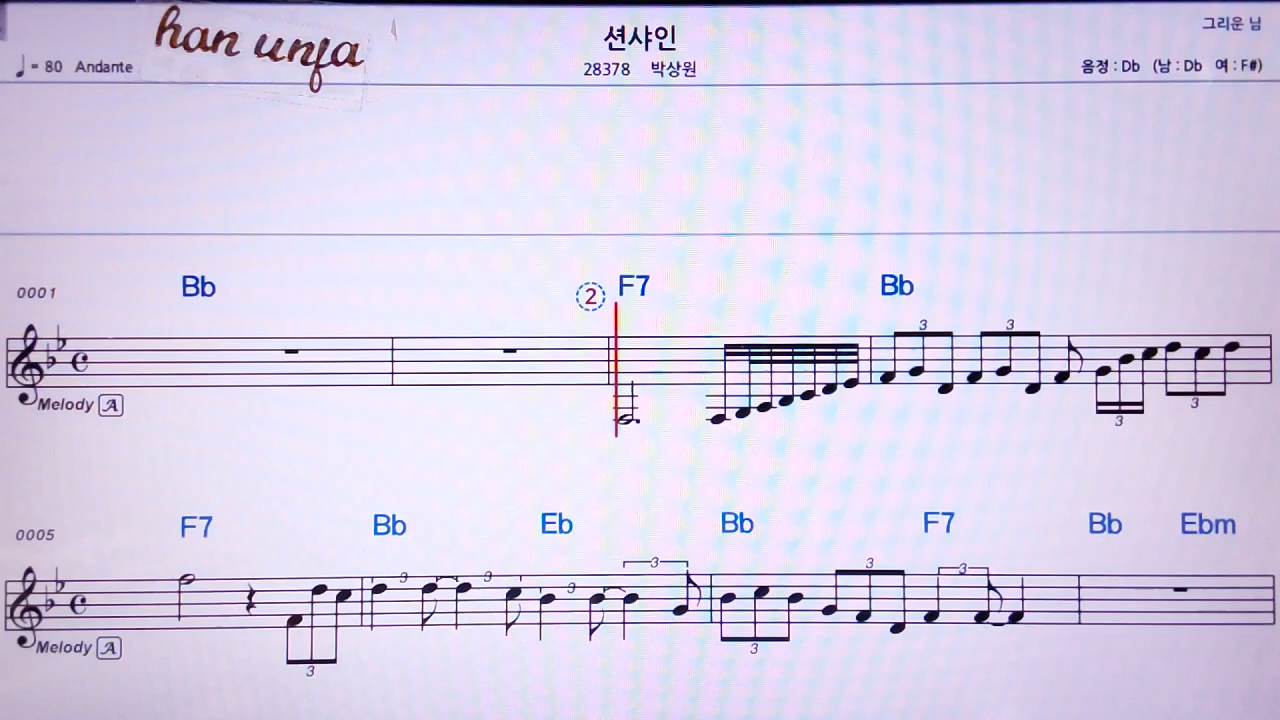 han unja
션샤인
그리운 님
♩= 80 Andante
28378 박상원
음정 : Db (남 : Db 여 : F#)
0001 Bb ② F7 Bb
3 3
Melody A
3 3
0005 F7 Bb Eb Bb F7 Bb Ebm
3 3 3 3 3 3
Melody A
3 3